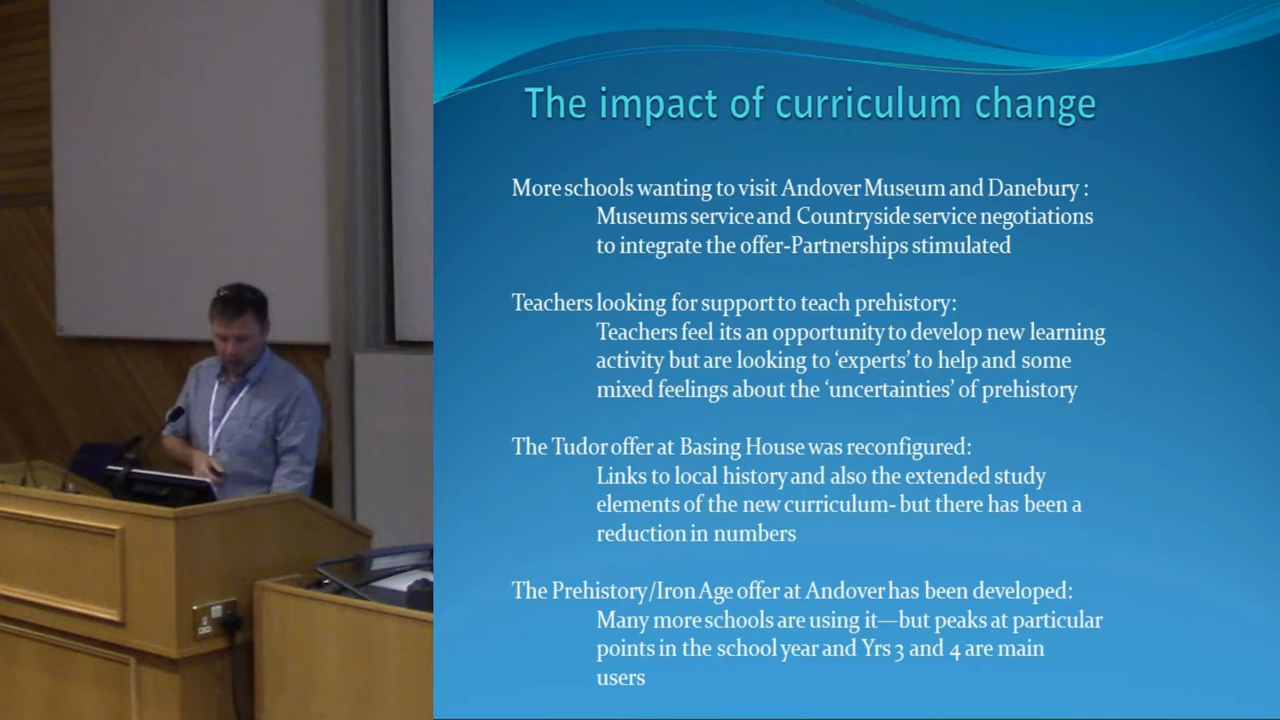 The impact of curriculum change
More schools wanting to visit Andover Museum and Danebury :
Museums service and Countryside service negotiations
to integrate the offer-Partnerships stimulated
Teachers looking for support to teach prehistory:
Teachers feel its an opportunity to develop new learning
activity but are looking to ‘experts’ to help and some
mixed feelings about the ‘uncertainties’ of prehistory
The Tudor offer at Basing House was reconfigured:
Links to local history and also the extended study
elements of the new curriculum- but there has been a
reduction in numbers
The Prehistory/Iron Age offer at Andover has been developed:
Many more schools are using it—but peaks at particular
points in the school year and Yrs 3 and 4 are main
users